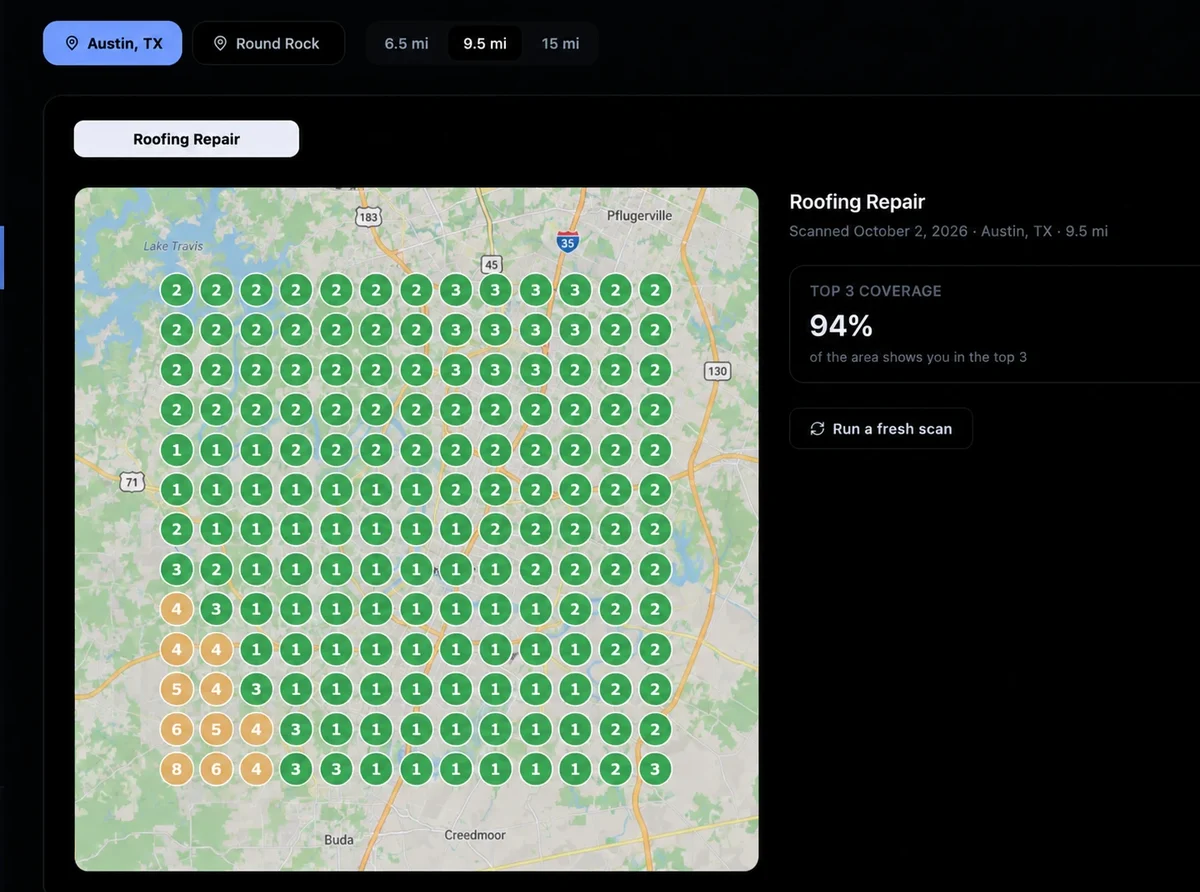 Austin, TX Round Rock 6.5 mi 9.5 mi 15 mi
Roofing Repair
183
Pflugerville
35
Lake Travis
45
130
71
2 2 2 2 2 2 2 3 3 3 3 2 2
2 2 2 2 2 2 2 3 3 3 3 2 2
2 2 2 2 2 2 2 3 3 3 2 2 2
2 2 2 2 2 2 2 2 2 2 2 2 2
1 1 1 2 2 2 2 2 2 2 2 2 2
1 1 1 1 1 1 1 2 2 2 2 2 2
2 1 1 1 1 1 1 1 2 2 2 2 2
3 2 1 1 1 1 1 1 1 2 2 2 2
4 3 1 1 1 1 1 1 1 1 2 2 2
4 4 1 1 1 1 1 1 1 1 1 2 2
5 4 3 1 1 1 1 1 1 1 1 2 2
6 5 4 3 1 1 1 1 1 1 1 2 2
8 6 4 3 3 1 1 1 1 1 1 2 3
Buda
Creedmoor
Roofing Repair
Scanned October 2, 2026 · Austin, TX · 9.5 mi
TOP 3 COVERAGE
94%
of the area shows you in the top 3
Run a fresh scan